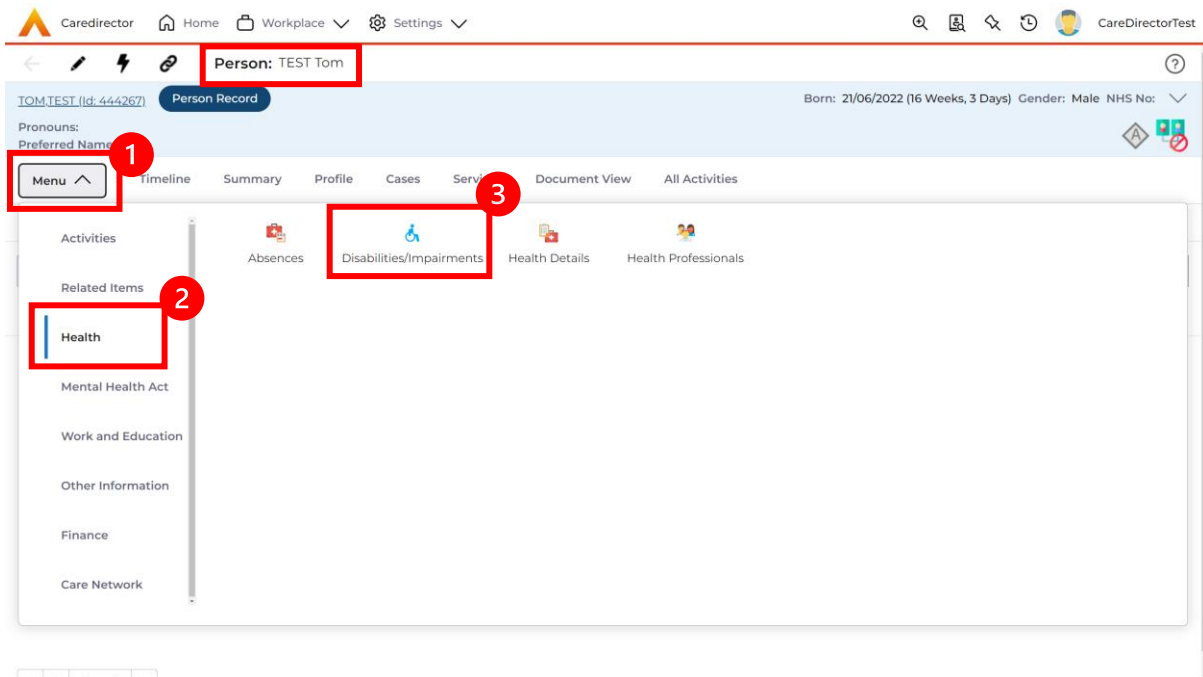 Caredirector Home Workplace Settings CareDirectorTest
Person: TEST Tom
TOM,TEST (Id: 444267) Person Record Born: 21/06/2022 (16 Weeks, 3 Days) Gender: Male NHS No:
Pronouns:
Preferred Name
1
Menu Timeline Summary Profile Cases Servi Document View All Activities
3
Activities
Absences Disabilities/Impairments Health Details Health Professionals
Related Items
2
Health
Mental Health Act
Work and Education
Other Information
Finance
Care Network